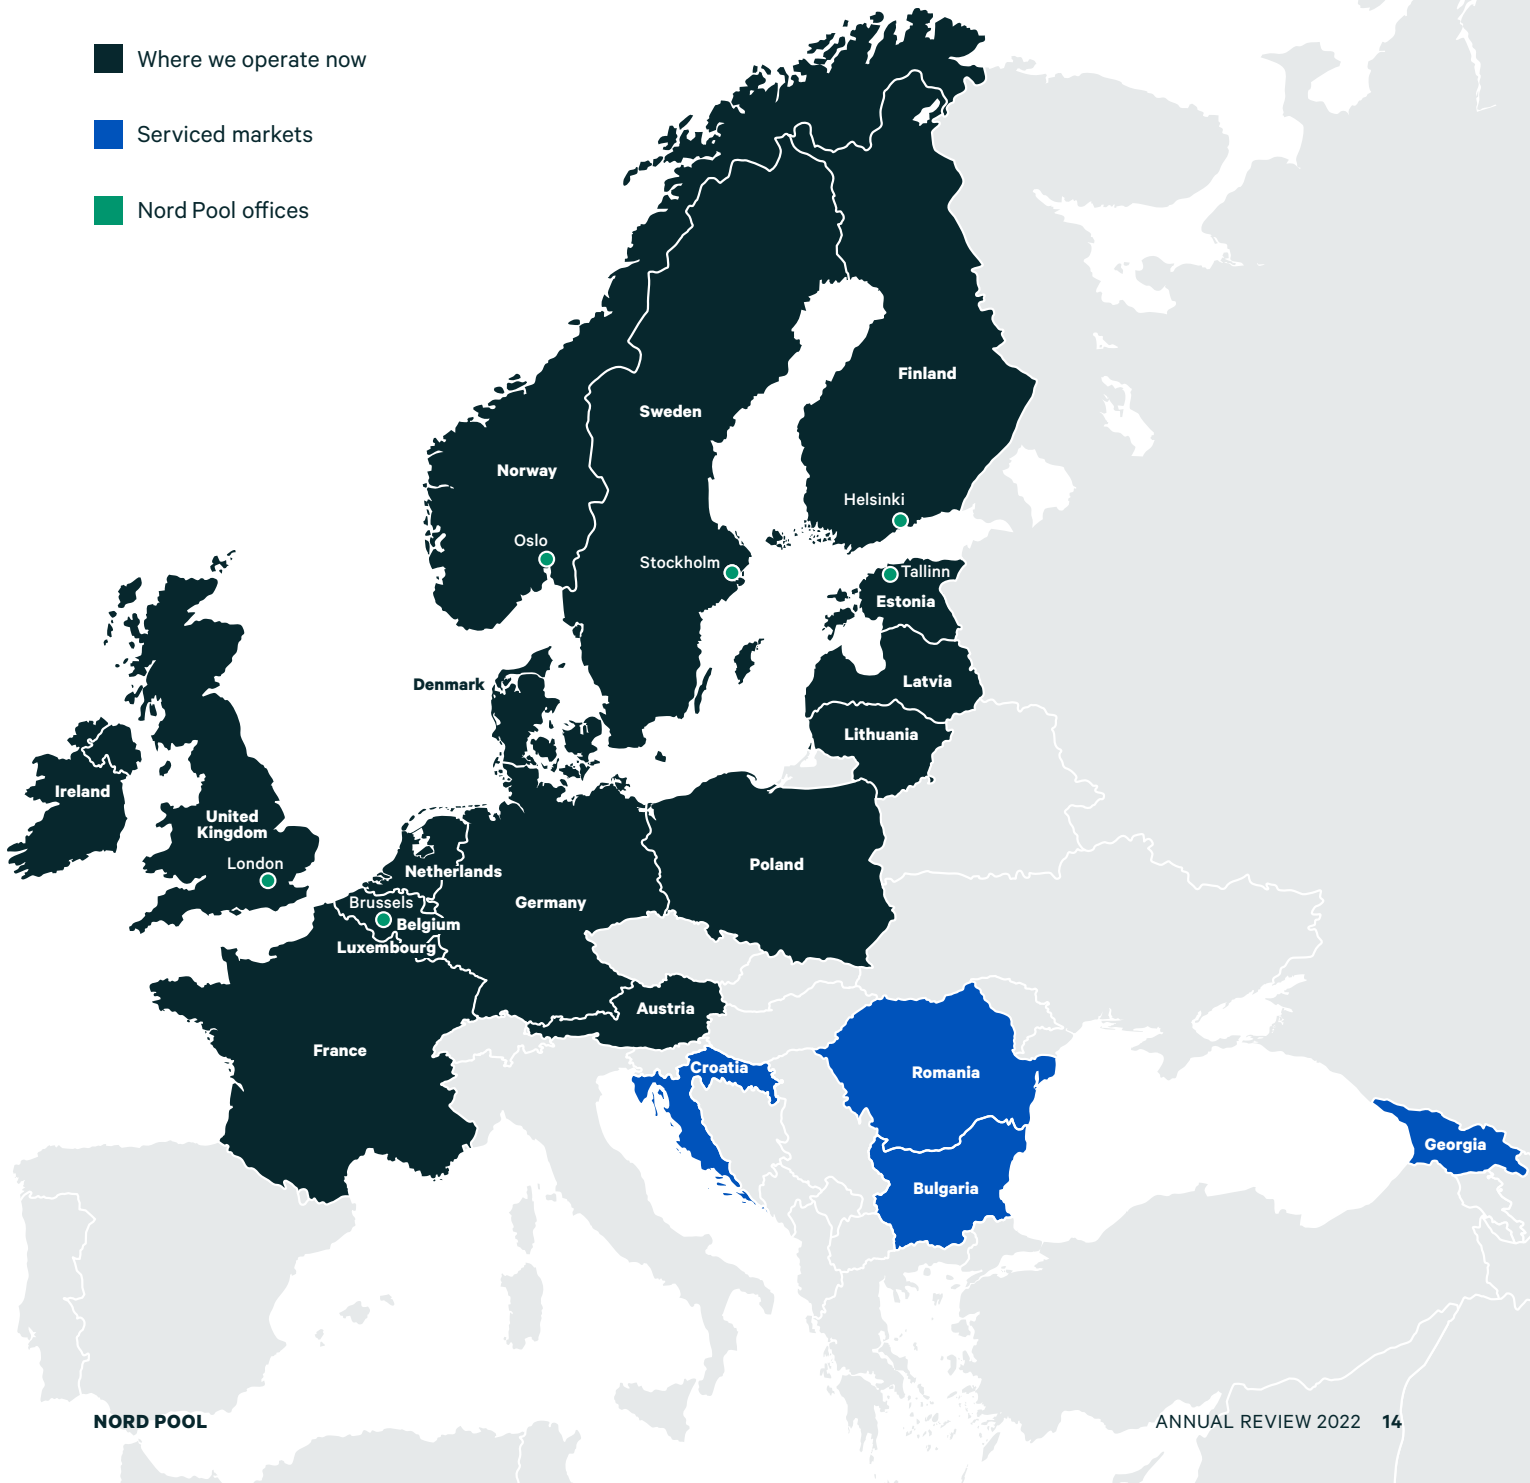 Where we operate now
Serviced markets
Nord Pool offices
Finland
Sweden
Norway
Helsinki
Oslo
Stockholm
Tallinn
Estonia
Denmark
Latvia
Lithuania
Ireland
United
Kingdom
London
Poland
Netherlands
Germany
Brussels
Belgium
Luxembourg
Austria
France
Croatia
Romania
Georgia
Bulgaria
NORD POOL
ANNUAL REVIEW 2022 14